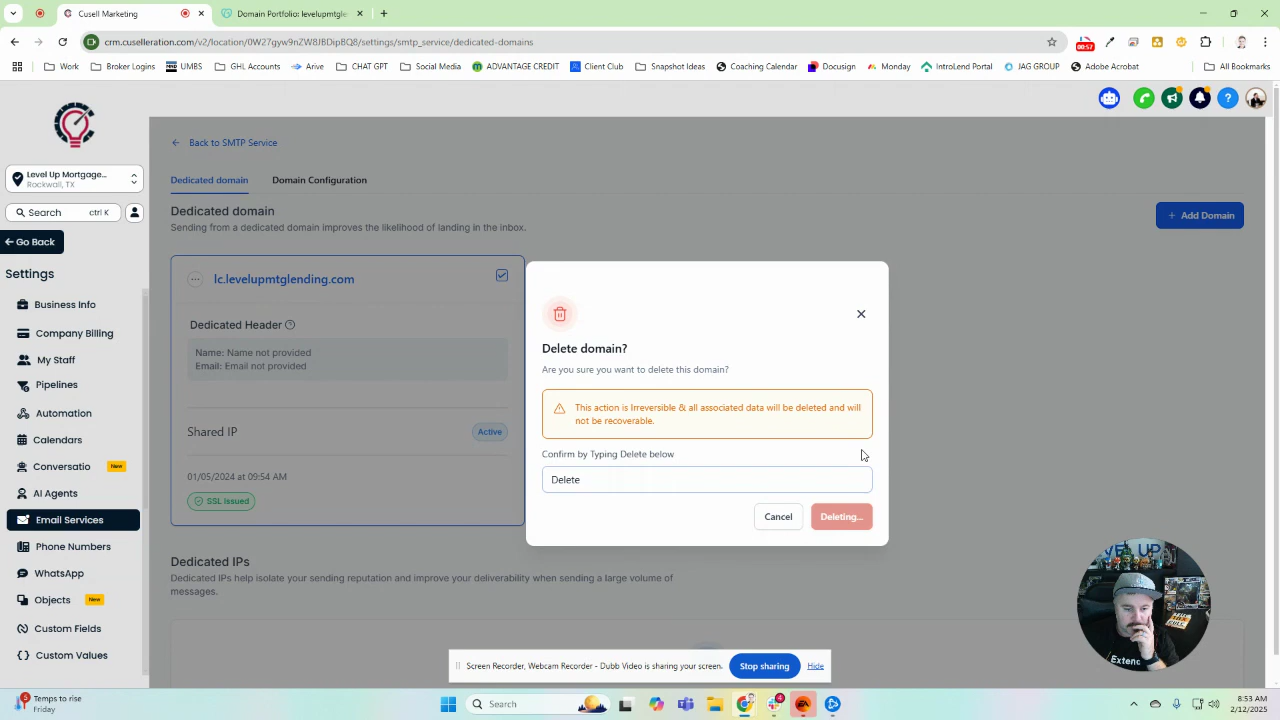 Cusell Marketing
Domain Portfolio: levelupmtgle
crm.cuselleration.com/v2/location/0W27gyw9nZW8JBDipBQ8/settings/smtp_service/dedicated-domains
00:57
Work
Broker Logins
UMBS
GHL Accounts
Arive
CHAT GPT
Social Media
ADVANTAGE CREDIT
Client Club
Snapshot Ideas
Coaching Calendar
Docusign
Monday
IntroLend Portal
JAG GROUP
Adobe Acrobat
All Bookmarks
Level Up Mortgage...
Rockwall, TX
Search ctrl K
Go Back
Settings
Business Info
Company Billing
My Staff
Pipelines
Automation
Calendars
Conversatio New
AI Agents
Email Services
Phone Numbers
WhatsApp
Objects New
Custom Fields
Custom Values
Back to SMTP Service
Dedicated domain Domain Configuration
Dedicated domain
Sending from a dedicated domain improves the likelihood of landing in the inbox.
+ Add Domain
lc.levelupmtglending.com
Dedicated Header
Name: Name not provided
Email: Email not provided
Shared IP
Active
01/05/2024 at 09:54 AM
SSL Issued
Dedicated IPs
Dedicated IPs help isolate your sending reputation and improve your deliverability when sending a large volume of
messages.
Delete domain?
Are you sure you want to delete this domain?
This action is Irreversible & all associated data will be deleted and will
not be recoverable.
Confirm by Typing Delete below
Delete
Cancel
Deleting...
Extend
Screen Recorder, Webcam Recorder - Dubb Video is sharing your screen.
Stop sharing
Hide
5
Temps to rise
Friday
Search
4
8:53 AM
2/12/2025